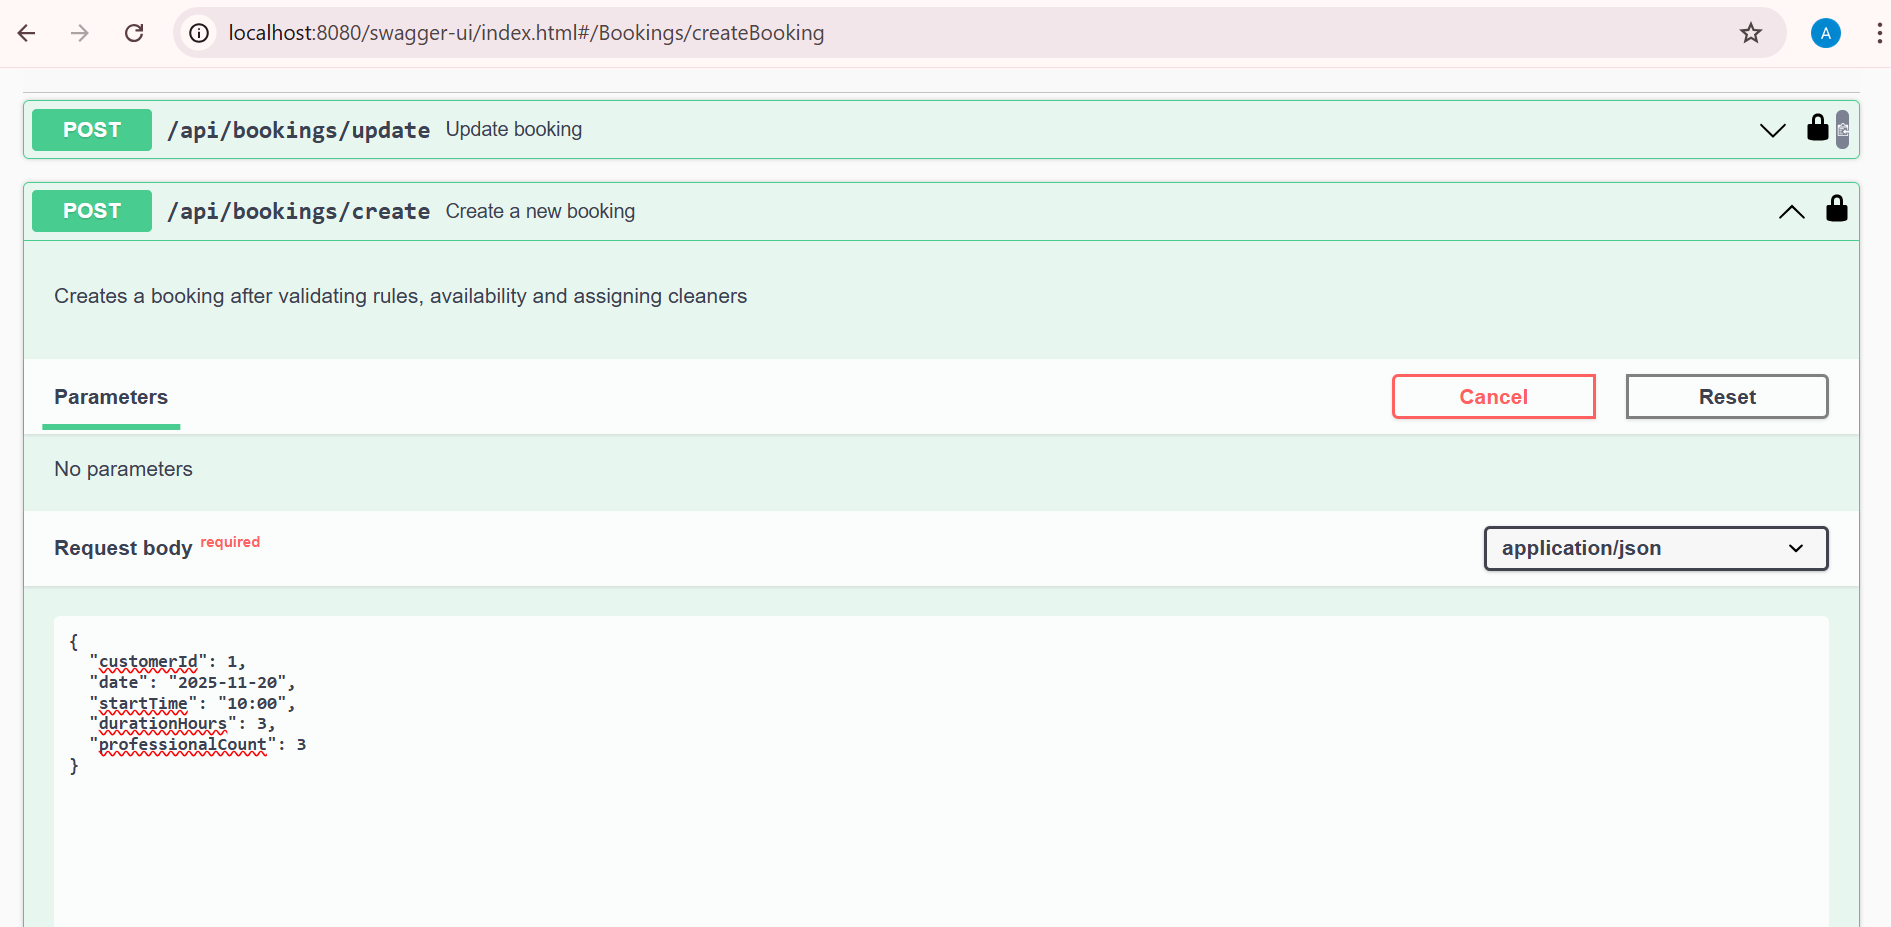 localhost:8080/swagger-ui/index.html#/Bookings/createBooking
A
POST /api/bookings/update Update booking
POST /api/bookings/create Create a new booking
Creates a booking after validating rules, availability and assigning cleaners
Parameters
Cancel
Reset
No parameters
Request body required
application/json
{
  "customerId": 1,
  "date": "2025-11-20",
  "startTime": "10:00",
  "durationHours": 3,
  "professionalCount": 3
}